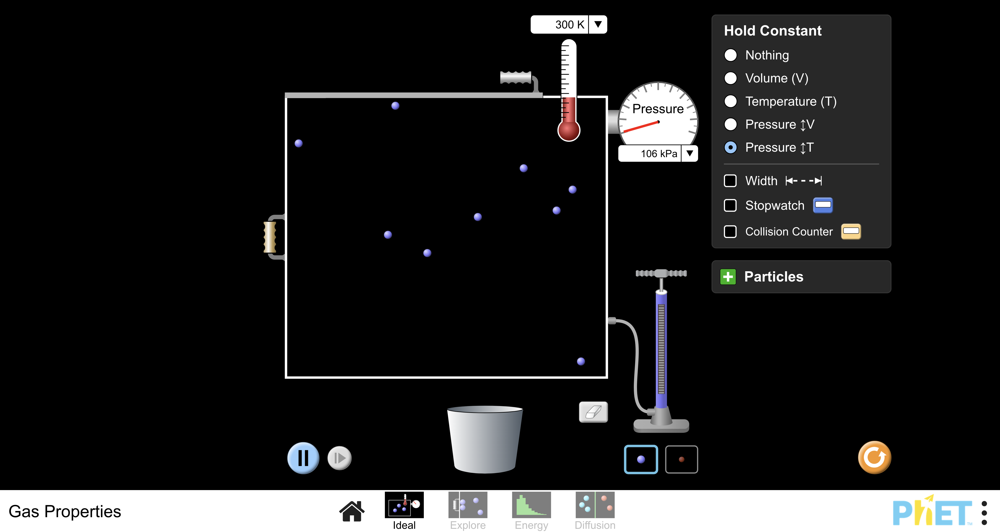 300 K
Hold Constant
Nothing
Volume (V)
Temperature (T)
Pressure ↕V
Pressure ↕T
Pressure
106 kPa
Width
Stopwatch
Collision Counter
Particles
Gas Properties
Ideal
Explore
Energy
Diffusion
PhET™